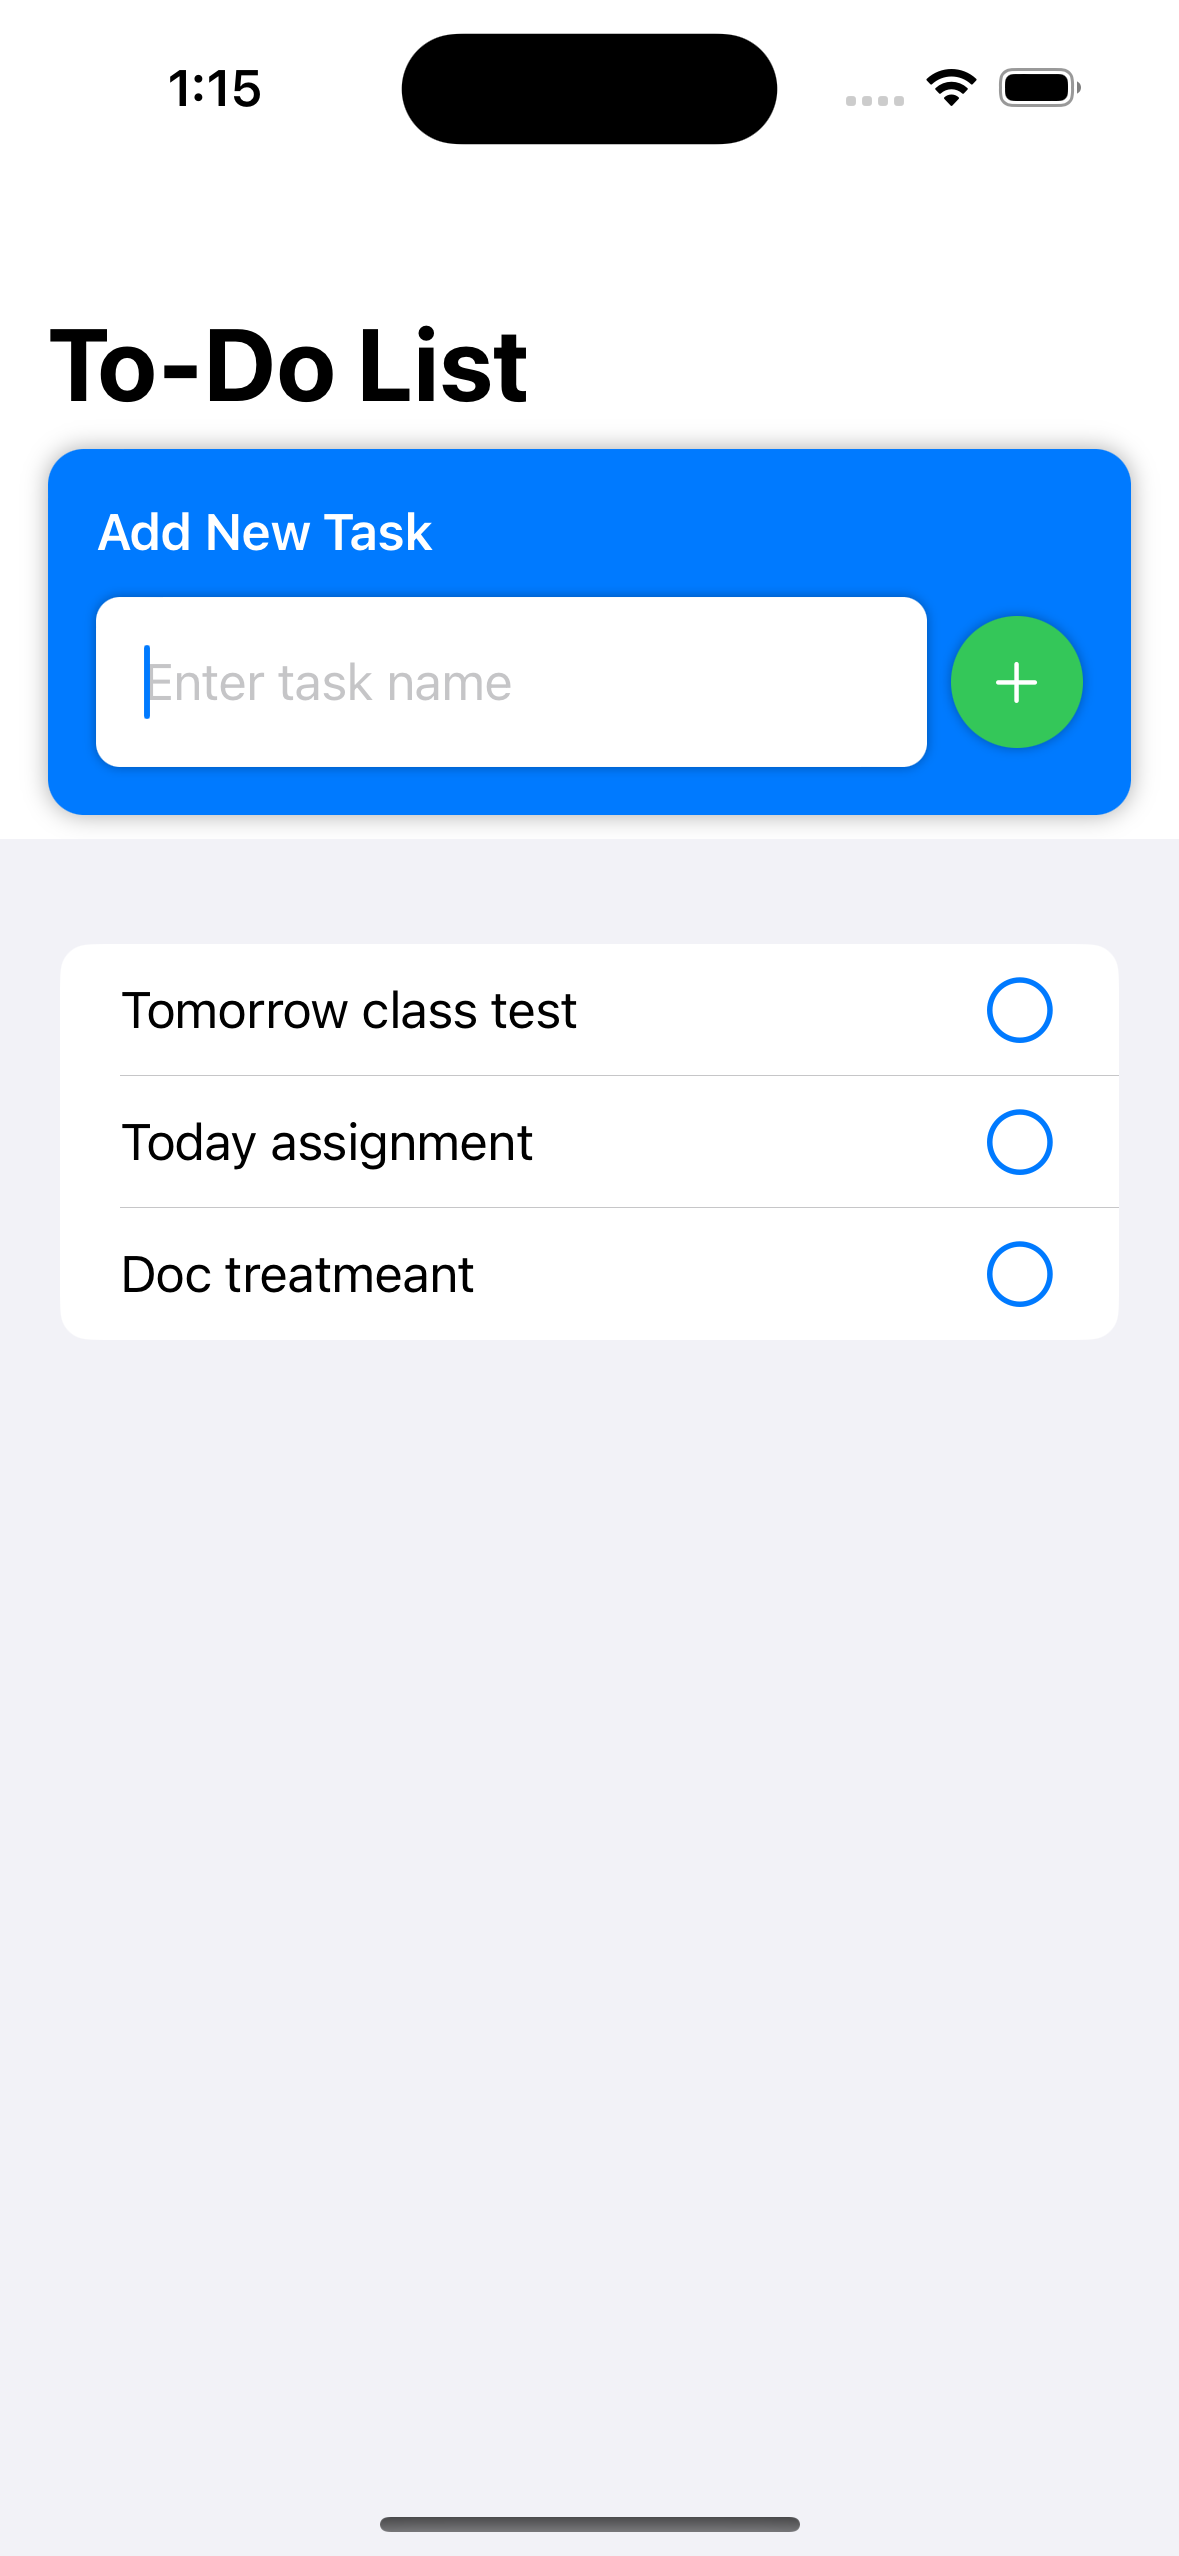 1:15
To-Do List
Add New Task
Enter task name
Tomorrow class test
Today assignment
Doc treatmeant